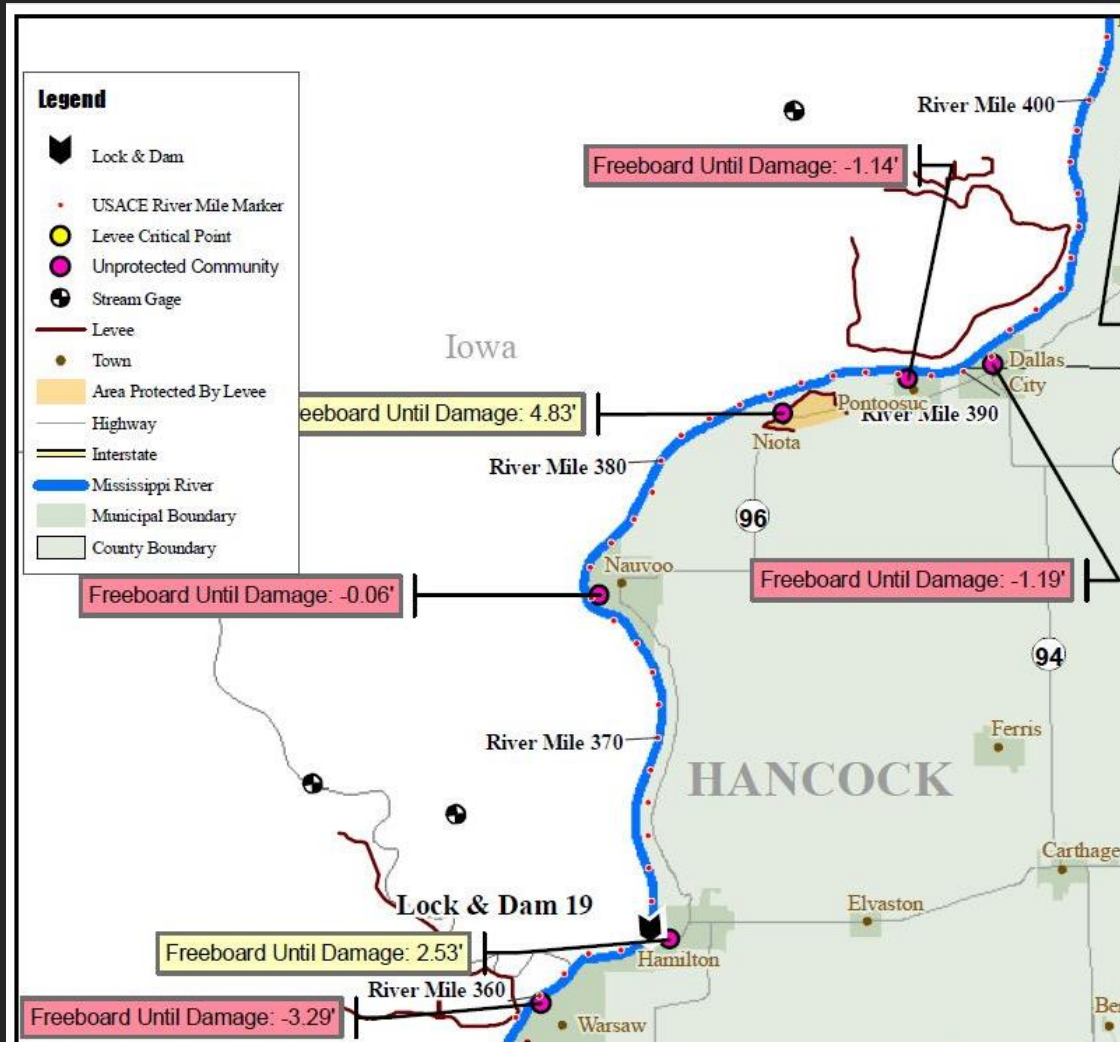 Legend
Lock & Dam
USACE River Mile Marker
Levee Critical Point
Unprotected Community
Stream Gage
Levee
Town
Area Protected By Levee
Highway
Interstate
Mississippi River
Municipal Boundary
County Boundary
River Mile 400
Freeboard Until Damage: -1.14'
Iowa
Dallas
City
eeboard Until Damage: 4.83'
Pontoosuc
River Mile 390
Niota
River Mile 380
96
Nauvoo
Freeboard Until Damage: -0.06'
Freeboard Until Damage: -1.19'
94
Ferris
River Mile 370
HANCOCK
Carthage
Lock & Dam 19
Elvaston
Freeboard Until Damage: 2.53'
Hamilton
River Mile 360
Freeboard Until Damage: -3.29'
Warsaw
Be